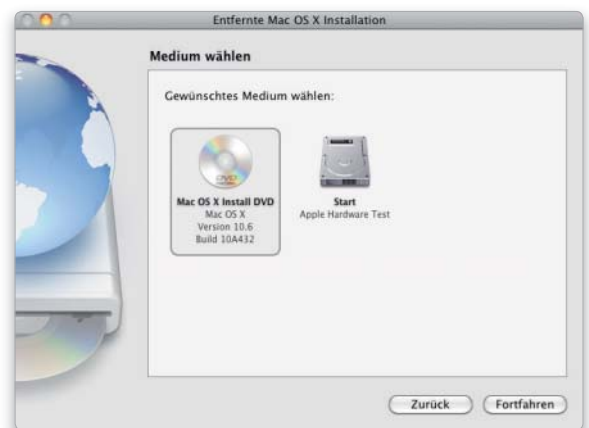 Entfernte Mac OS X Installation
Medium wählen
Gewünschtes Medium wählen:
Mac OS X Install DVD
Mac OS X
Version 10.6
Build 10A432
Start
Apple Hardware Test
Zurück
Fortfahren